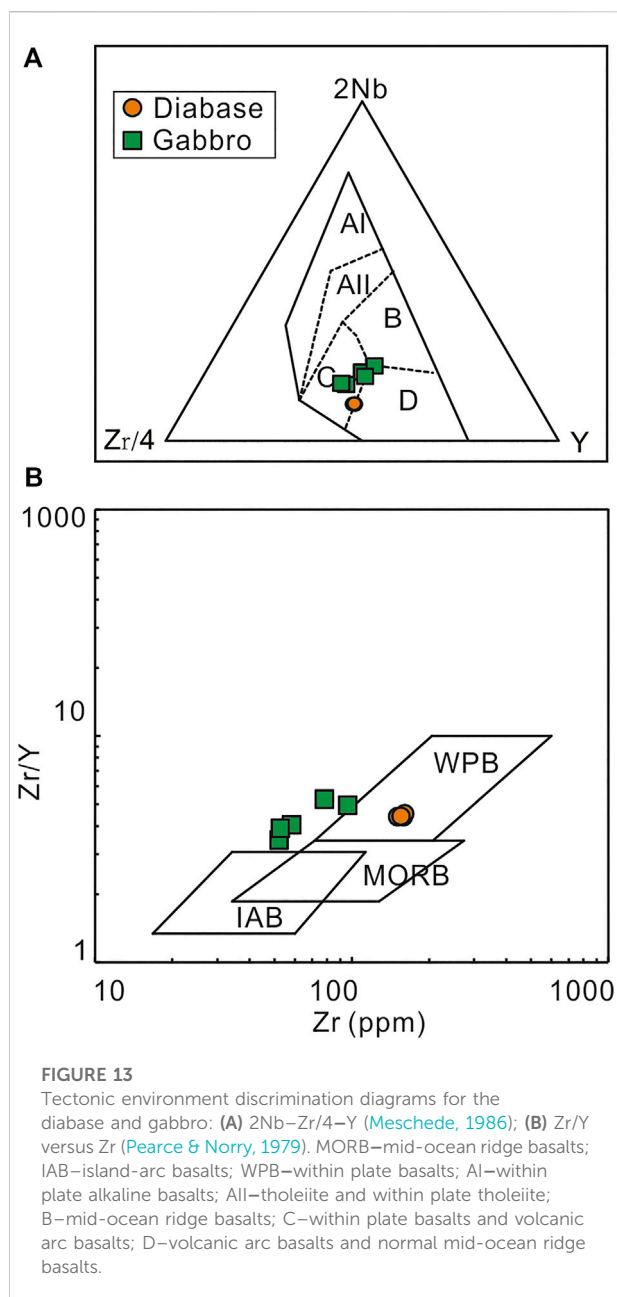 A
2Nb
Diabase
Gabbro
AI
AII
B
C
D
Zr/4
Y
B
1000
10
1
Zr/Y
WPB
MORB
IAB
10
100
1000
Zr (ppm)
FIGURE 13
Tectonic environment discrimination diagrams for the
diabase and gabbro: (A) 2Nb–Zr/4–Y (Meschede, 1986); (B) Zr/Y
versus Zr (Pearce & Norry, 1979). MORB–mid-ocean ridge basalts;
IAB–island-arc basalts; WPB–within plate basalts; AI–within
plate alkaline basalts; AII–tholeiite and within plate tholeiite;
B–mid-ocean ridge basalts; C–within plate basalts and volcanic
arc basalts; D–volcanic arc basalts and normal mid-ocean ridge
basalts.